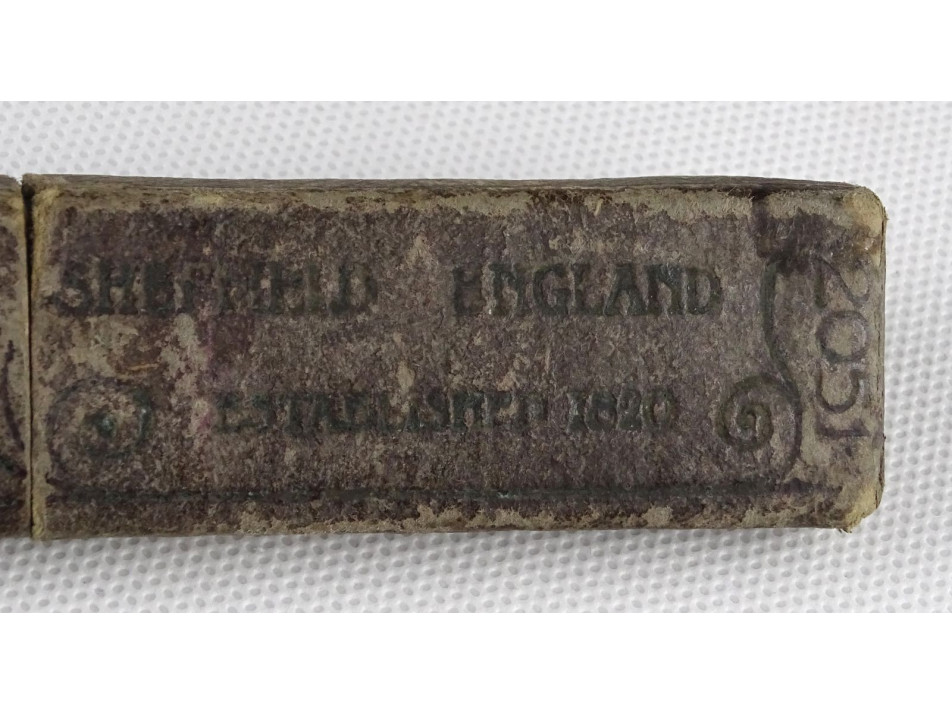 SHEFFIELD ENGLAND
ESTABLISHED 1820
2051